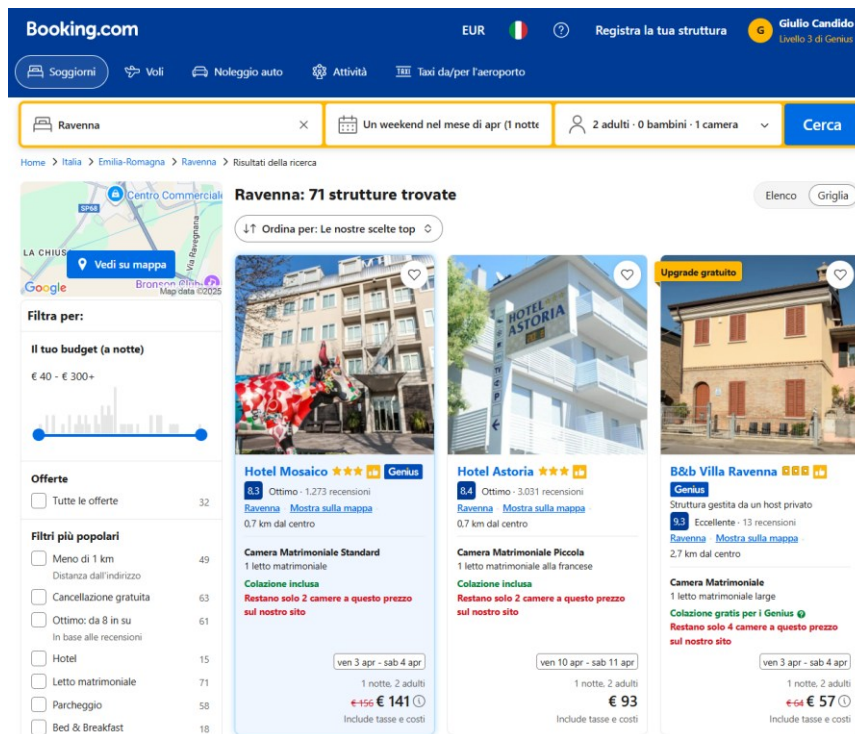 Booking.com
EUR
Registra la tua struttura
G
Giulio Candido
Livello 3 di Genius
Soggiorni
Voli
Noleggio auto
Attività
TAXI
Taxi da/per l'aeroporto
Ravenna
Un weekend nel mese di apr (1 notte
2 adulti · 0 bambini · 1 camera
Cerca
Home > Italia > Emilia-Romagna > Ravenna > Risultati della ricerca
Centro Commerciale
SP68
LA CHIUS
Via Ravegnana
Vedi su mappa
Google
Bronson Club
Map data ©2025
Ravenna: 71 strutture trovate
Elenco
Griglia
Ordina per: Le nostre scelte top
Filtra per:
Il tuo budget (a notte)
€ 40 - € 300+
Offerte
Tutte le offerte 32
Filtri più popolari
Meno di 1 km 49
Distanza dall'indirizzo
Cancellazione gratuita 63
Ottimo: da 8 in su 61
In base alle recensioni
Hotel 15
Letto matrimoniale 71
Parcheggio 58
Bed & Breakfast 18
Hotel Mosaico
Genius
8,3 Ottimo · 1.273 recensioni
Ravenna Mostra sulla mappa
0,7 km dal centro
Camera Matrimoniale Standard
1 letto matrimoniale
Colazione inclusa
Restano solo 2 camere a questo prezzo
sul nostro sito
ven 3 apr - sab 4 apr
1 notte, 2 adulti
€ 156 € 141
Include tasse e costi
HOTEL
ASTORIA
Hotel Astoria
8,4 Ottimo · 3.031 recensioni
Ravenna Mostra sulla mappa
0,7 km dal centro
Camera Matrimoniale Piccola
1 letto matrimoniale alla francese
Colazione inclusa
Restano solo 2 camere a questo prezzo
sul nostro sito
ven 10 apr - sab 11 apr
1 notte, 2 adulti
€ 93
Include tasse e costi
Upgrade gratuito
B&b Villa Ravenna
Genius
Struttura gestita da un host privato
9,3 Eccellente · 13 recensioni
Ravenna Mostra sulla mappa
2,7 km dal centro
Camera Matrimoniale
1 letto matrimoniale large
Colazione gratis per i Genius
Restano solo 4 camere a questo prezzo
sul nostro sito
ven 3 apr - sab 4 apr
1 notte, 2 adulti
€ 64 € 57
Include tasse e costi